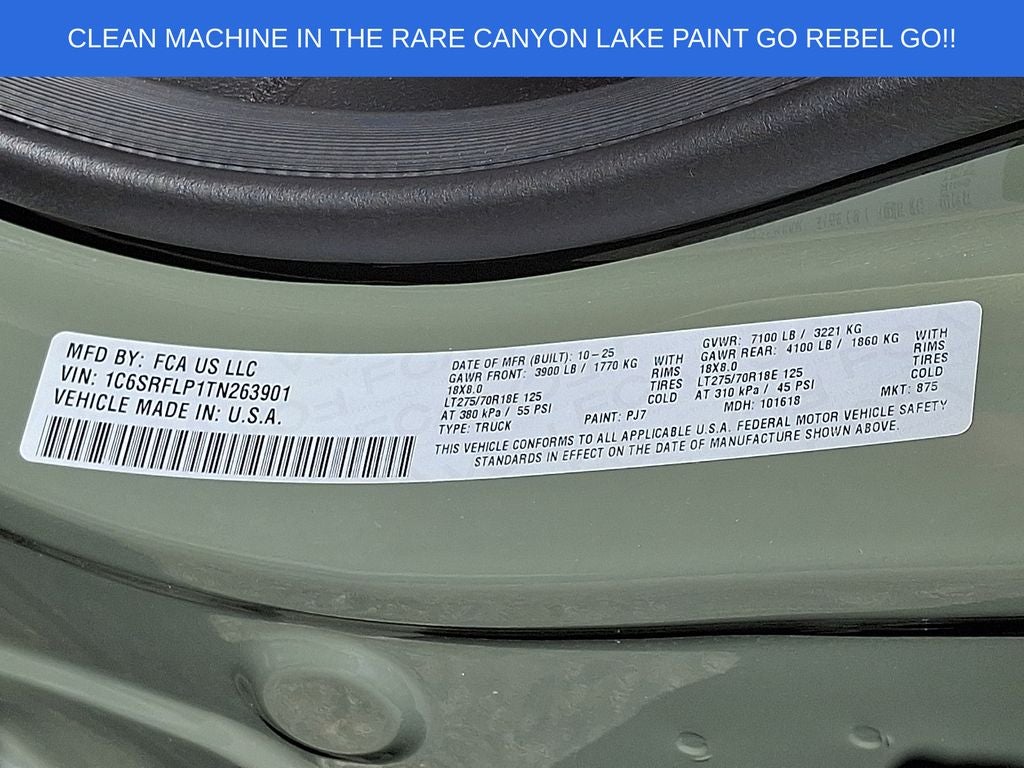 CLEAN MACHINE IN THE RARE CANYON LAKE PAINT GO REBEL GO!!
MFD BY: FCA US LLC
VIN: 1C6SRFLP1TN263901
VEHICLE MADE IN: U.S.A.
DATE OF MFR (BUILT): 10-25
GAWR FRONT: 3900 LB / 1770 KG WITH
18X8.0 RIMS
LT275/70R18E 125 TIRES
AT 380 kPa / 55 PSI COLD
TYPE: TRUCK PAINT: PJ7
GVWR: 7100 LB / 3221 KG
GAWR REAR: 4100 LB / 1860 KG WITH
18X8.0 RIMS
LT275/70R18E 125 TIRES
AT 310 kPa / 45 PSI COLD
MDH: 101618 MKT: 875
THIS VEHICLE CONFORMS TO ALL APPLICABLE U.S.A. FEDERAL MOTOR VEHICLE SAFETY
STANDARDS IN EFFECT ON THE DATE OF MANUFACTURE SHOWN ABOVE.